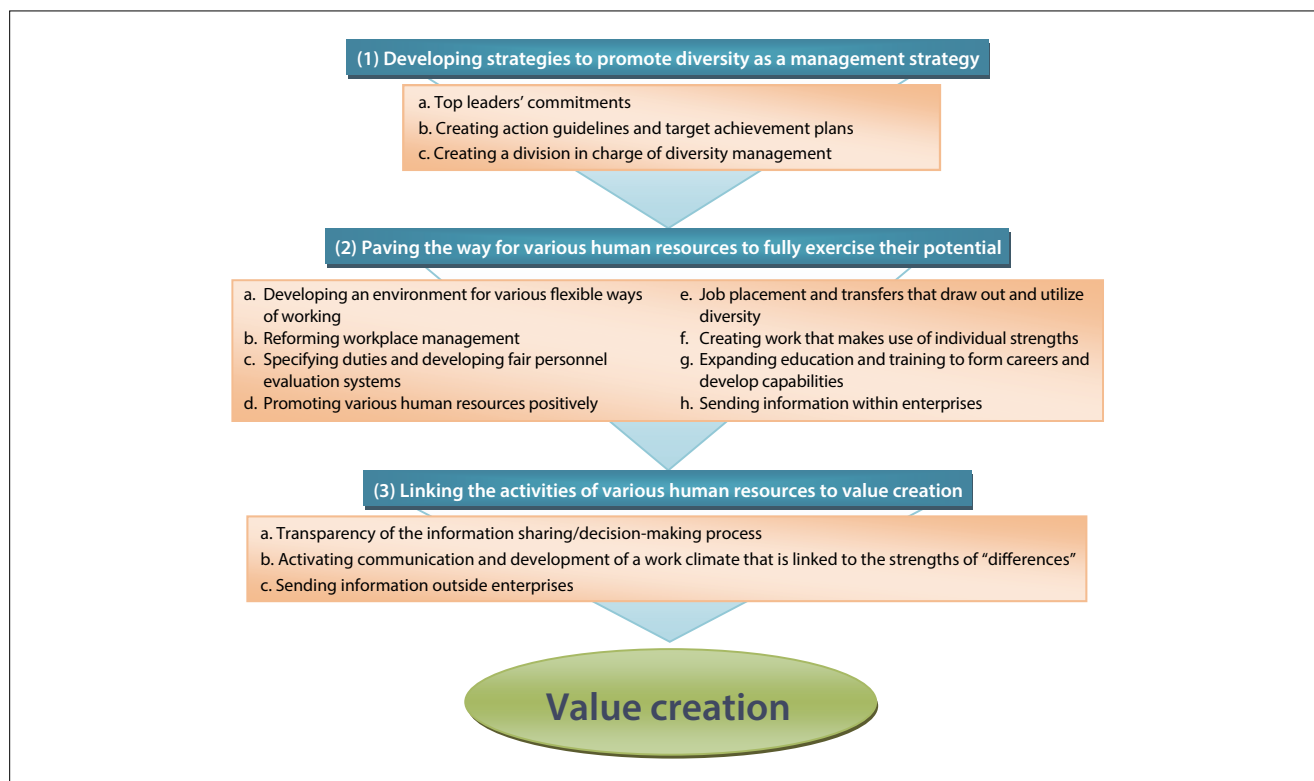 (1) Developing strategies to promote diversity as a management strategy
a. Top leaders’ commitments
b. Creating action guidelines and target achievement plans
c. Creating a division in charge of diversity management
(2) Paving the way for various human resources to fully exercise their potential
a. Developing an environment for various flexible ways
of working
b. Reforming workplace management
c. Specifying duties and developing fair personnel
evaluation systems
d. Promoting various human resources positively
e. Job placement and transfers that draw out and utilize
diversity
f. Creating work that makes use of individual strengths
g. Expanding education and training to form careers and
develop capabilities
h. Sending information within enterprises
(3) Linking the activities of various human resources to value creation
a. Transparency of the information sharing/decision-making process
b. Activating communication and development of a work climate that is linked to the strengths of “differences”
c. Sending information outside enterprises
Value creation